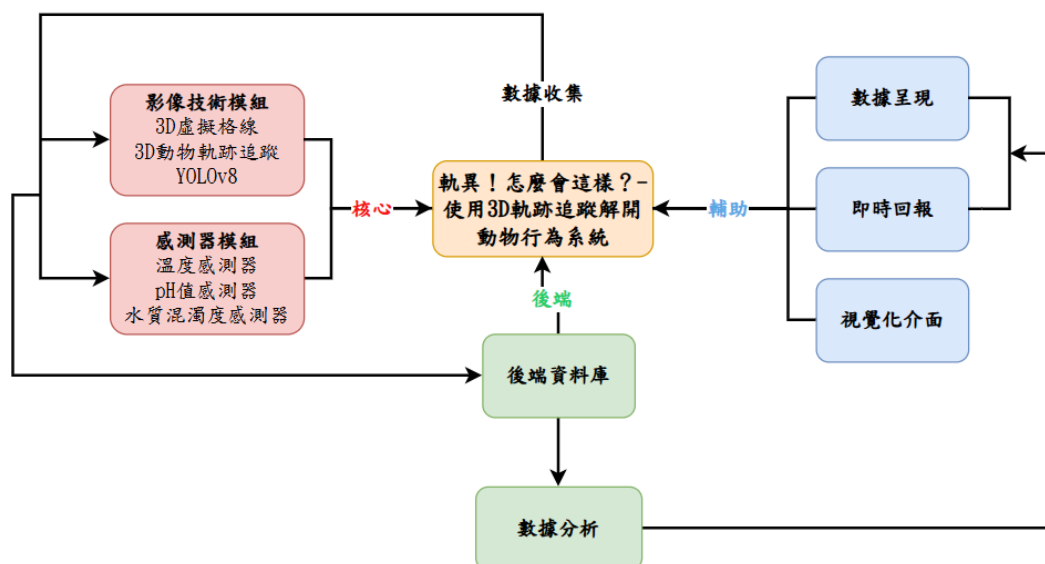 影像技術模組
3D虛擬格線
3D動物軌跡追蹤
YOLOv8
感測器模組
溫度感測器
pH值感測器
水質混濁度感測器
核心
數據收集
軌異！怎麼會這樣？-
使用3D軌跡追蹤解開
動物行為系統
後端
後端資料庫
數據分析
輔助
數據呈現
即時回報
視覺化介面